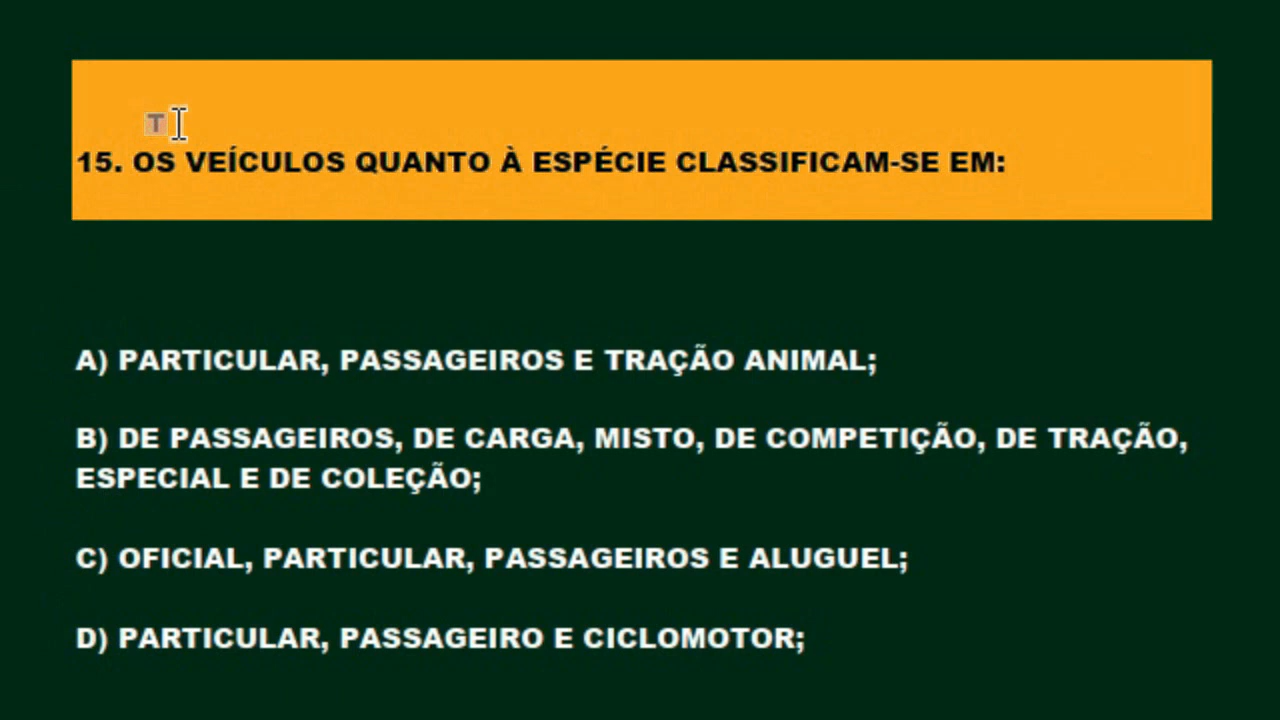 T
15. OS VEÍCULOS QUANTO À ESPÉCIE CLASSIFICAM-SE EM:
A) PARTICULAR, PASSAGEIROS E TRAÇÃO ANIMAL;
B) DE PASSAGEIROS, DE CARGA, MISTO, DE COMPETIÇÃO, DE TRAÇÃO,
ESPECIAL E DE COLEÇÃO;
C) OFICIAL, PARTICULAR, PASSAGEIROS E ALUGUEL;
D) PARTICULAR, PASSAGEIRO E CICLOMOTOR;